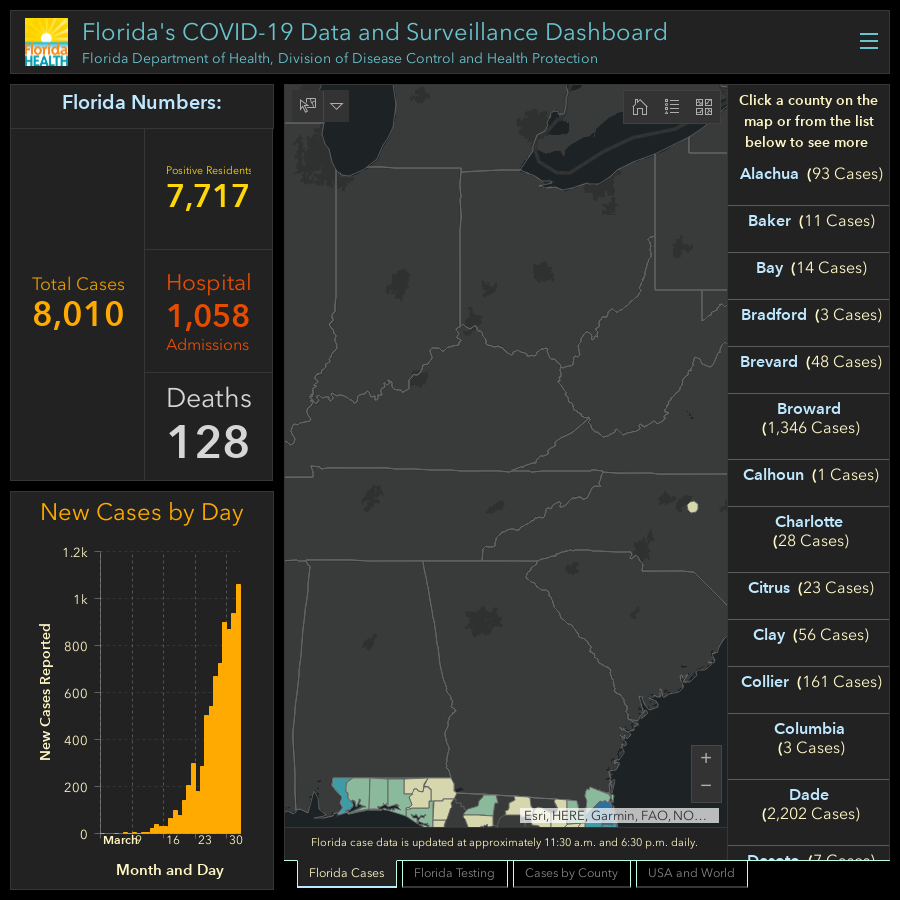 Florida
HEALTH
Florida's COVID-19 Data and Surveillance Dashboard
Florida Department of Health, Division of Disease Control and Health Protection
Florida Numbers:
Total Cases
8,010
Positive Residents
7,717
Hospital
1,058
Admissions
Deaths
128
New Cases by Day
1.2k
1k
800
600
400
200
0
New Cases Reported
March 9 16 23 30
Month and Day
+
−
Esri, HERE, Garmin, FAO, NO…
Florida case data is updated at approximately 11:30 a.m. and 6:30 p.m. daily.
Florida Cases
Florida Testing
Cases by County
USA and World
Click a county on the
map or from the list
below to see more
Alachua (93 Cases)
Baker (11 Cases)
Bay (14 Cases)
Bradford (3 Cases)
Brevard (48 Cases)
Broward
(1,346 Cases)
Calhoun (1 Cases)
Charlotte
(28 Cases)
Citrus (23 Cases)
Clay (56 Cases)
Collier (161 Cases)
Columbia
(3 Cases)
Dade
(2,202 Cases)
Desoto (7 Cases)